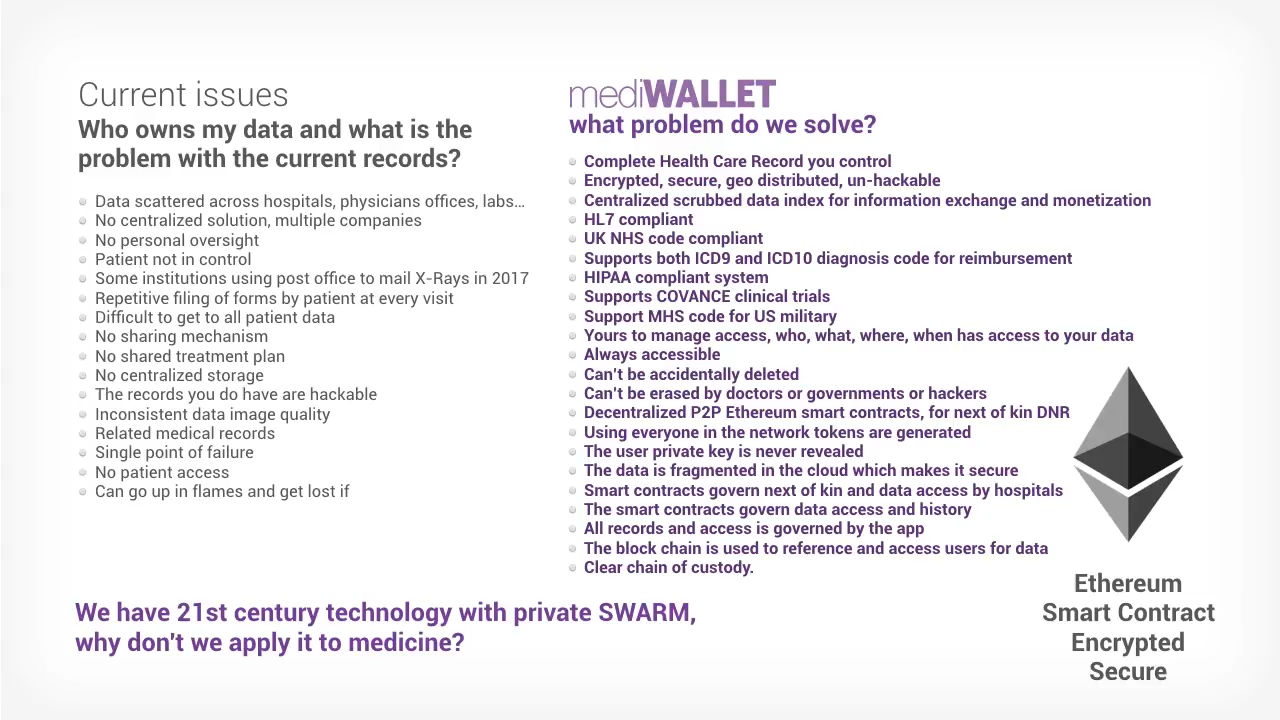 Current issues
Who owns my data and what is the
problem with the current records?
Data scattered across hospitals, physicians offices, labs...
No centralized solution, multiple companies
No personal oversight
Patient not in control
Some institutions using post office to mail X-Rays in 2017
Repetitive filing of forms by patient at every visit
Difficult to get to all patient data
No sharing mechanism
No shared treatment plan
No centralized storage
The records you do have are hackable
Inconsistent data image quality
Related medical records
Single point of failure
No patient access
Can go up in flames and get lost if
mediWALLET
what problem do we solve?
Complete Health Care Record you control
Encrypted, secure, geo distributed, un-hackable
Centralized scrubbed data index for information exchange and monetization
HL7 compliant
UK NHS code compliant
Supports both ICD9 and ICD10 diagnosis code for reimbursement
HIPAA compliant system
Supports COVANCE clinical trials
Support MHS code for US military
Yours to manage access, who, what, where, when has access to your data
Always accessible
Can't be accidentally deleted
Can't be erased by doctors or governments or hackers
Decentralized P2P Ethereum smart contracts, for next of kin DNR
Using everyone in the network tokens are generated
The user private key is never revealed
The data is fragmented in the cloud which makes it secure
Smart contracts govern next of kin and data access by hospitals
The smart contracts govern data access and history
All records and access is governed by the app
The block chain is used to reference and access users for data
Clear chain of custody.
We have 21st century technology with private SWARM,
why don't we apply it to medicine?
Ethereum
Smart Contract
Encrypted
Secure